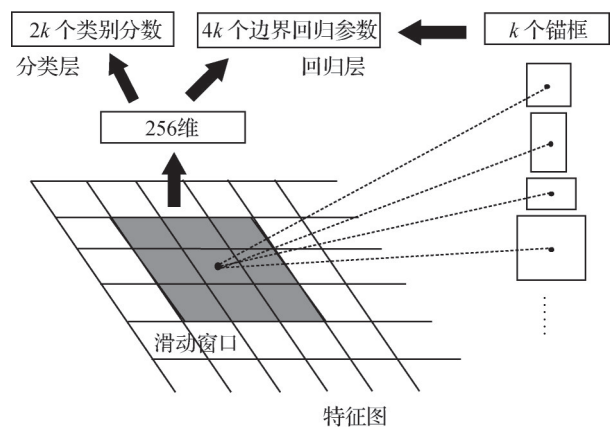 2k 个类别分数
4k 个边界回归参数
k 个锚框
分类层
回归层
256维
滑动窗口
特征图